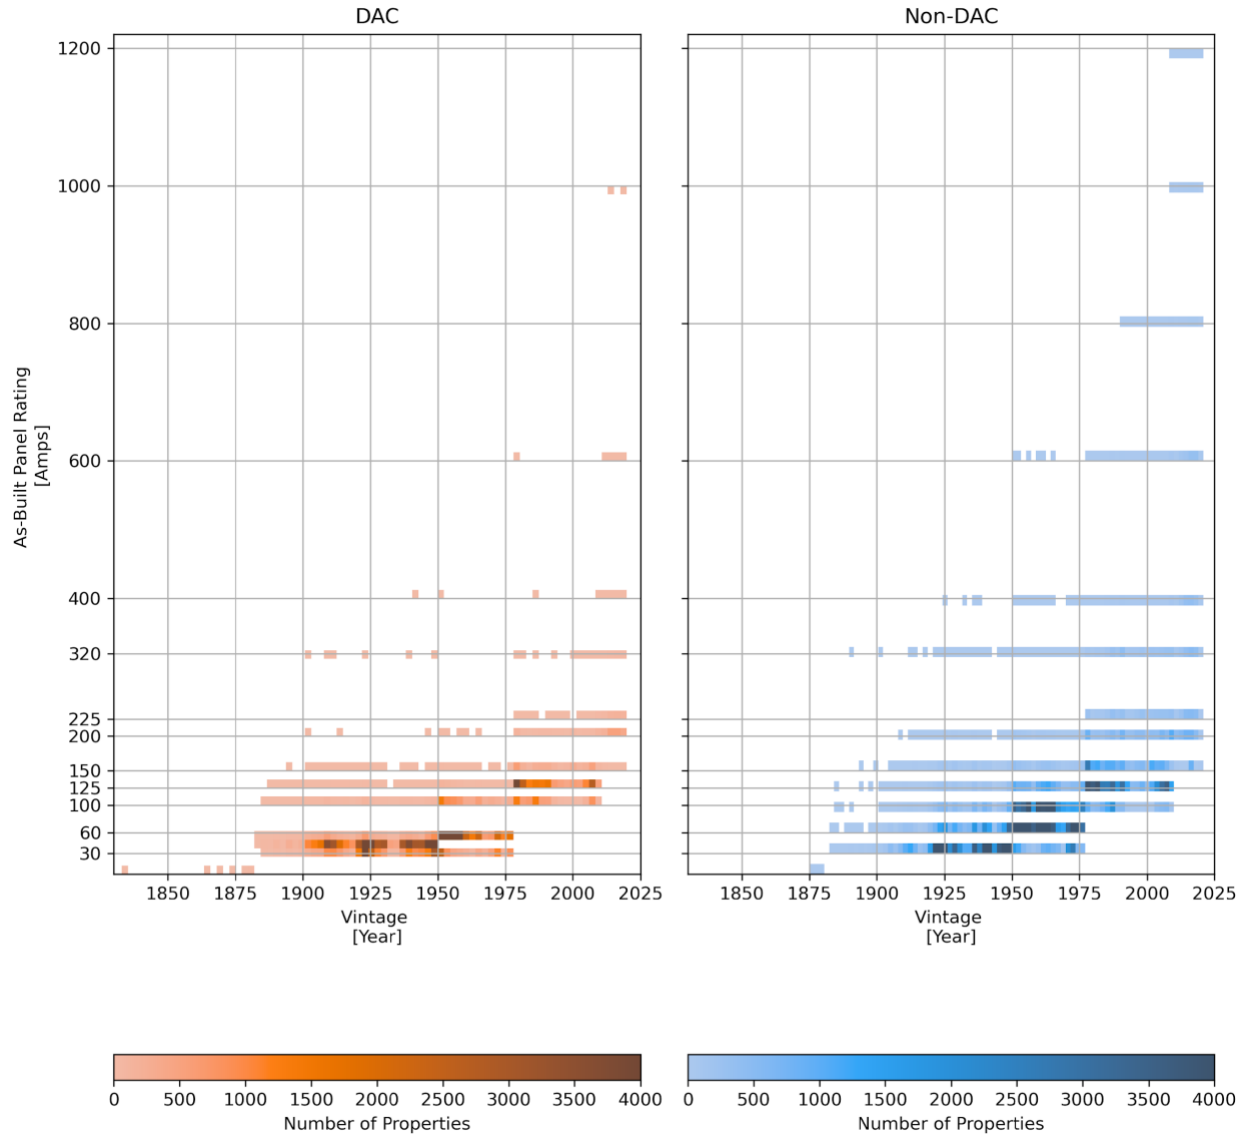 DAC
Non-DAC
1200
1000
800
600
400
320
225
200
150
125
100
60
30
As-Built Panel Rating
[Amps]
1850 1875 1900 1925 1950 1975 2000 2025
1850 1875 1900 1925 1950 1975 2000 2025
Vintage
[Year]
Vintage
[Year]
0 500 1000 1500 2000 2500 3000 3500 4000
Number of Properties
0 500 1000 1500 2000 2500 3000 3500 4000
Number of Properties